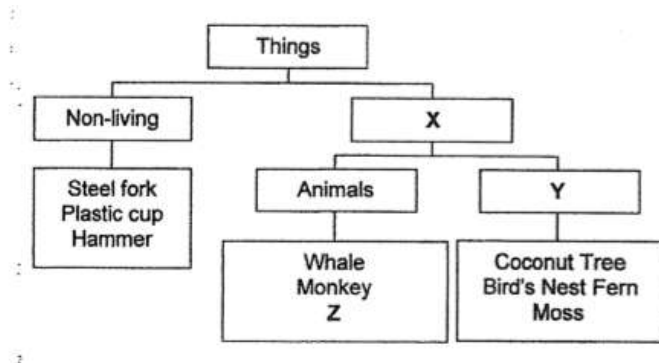 Things
Non-living
X
Steel fork
Plastic cup
Hammer
Animals
Y
Whale
Monkey
Z
Coconut Tree
Bird's Nest Fern
Moss